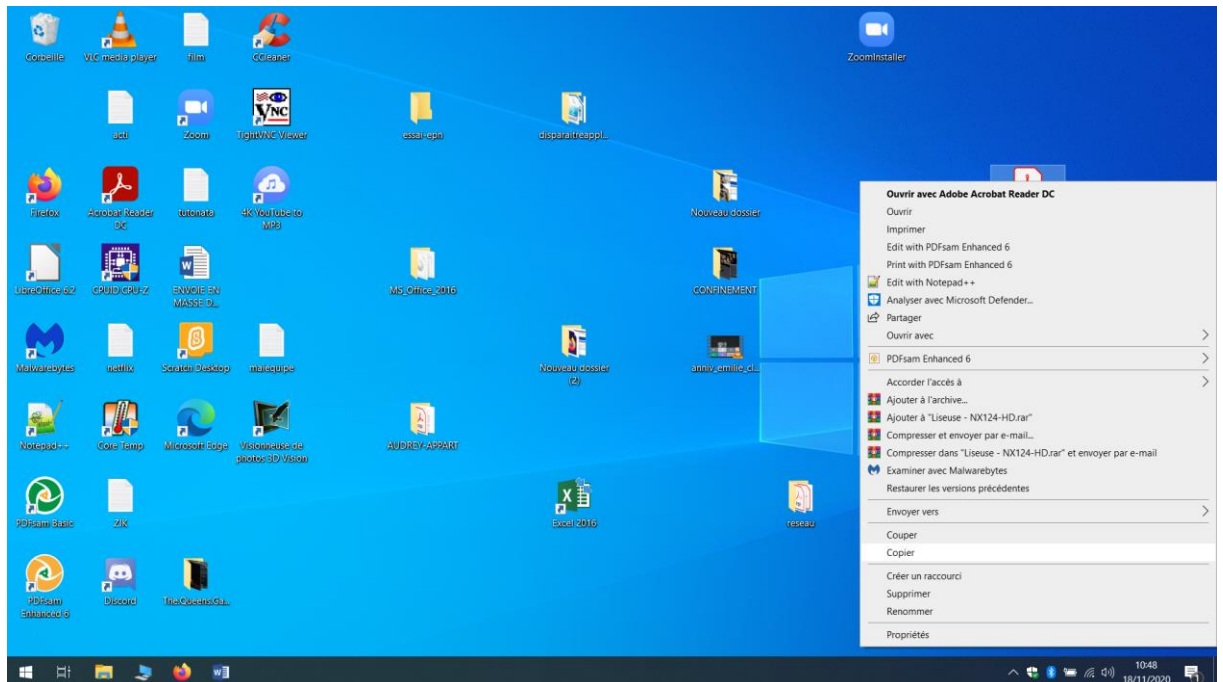 Corbeille
VLC media player
film
CCleaner
ZoomInstaller
acti
Zoom
TightVNC Viewer
essai-epn
disparaitreappl...
Firefox
Acrobat Reader
DC
tutonata
4K YouTube to
MP3
Nouveau dossier
LibreOffice 6.2
CPUID CPU-Z
ENVOIE EN
MASSE D...
MS_Office_2016
CONFINEMENT
Malwarebytes
netflix
Scratch Desktop
maiequipe
Nouveau dossier
(2)
anniv_emilie_cl...
Notepad++
Core Temp
Microsoft Edge
Visionneuse de
photos 3D Vision
AUDREY-APPART
PDFsam Basic
ZIK
Excel 2016
reseau
PDFsam
Enhanced 6
Discord
The.Queens.Ga...
Ouvrir avec Adobe Acrobat Reader DC
Ouvrir
Imprimer
Edit with PDFsam Enhanced 6
Print with PDFsam Enhanced 6
Edit with Notepad++
Analyser avec Microsoft Defender...
Partager
Ouvrir avec
PDFsam Enhanced 6
Accorder l'accès à
Ajouter à l'archive...
Ajouter à "Liseuse - NX124-HD.rar"
Compresser et envoyer par e-mail...
Compresser dans "Liseuse - NX124-HD.rar" et envoyer par e-mail
Examiner avec Malwarebytes
Restaurer les versions précédentes
Envoyer vers
Couper
Copier
Créer un raccourci
Supprimer
Renommer
Propriétés
10:48
18/11/2020